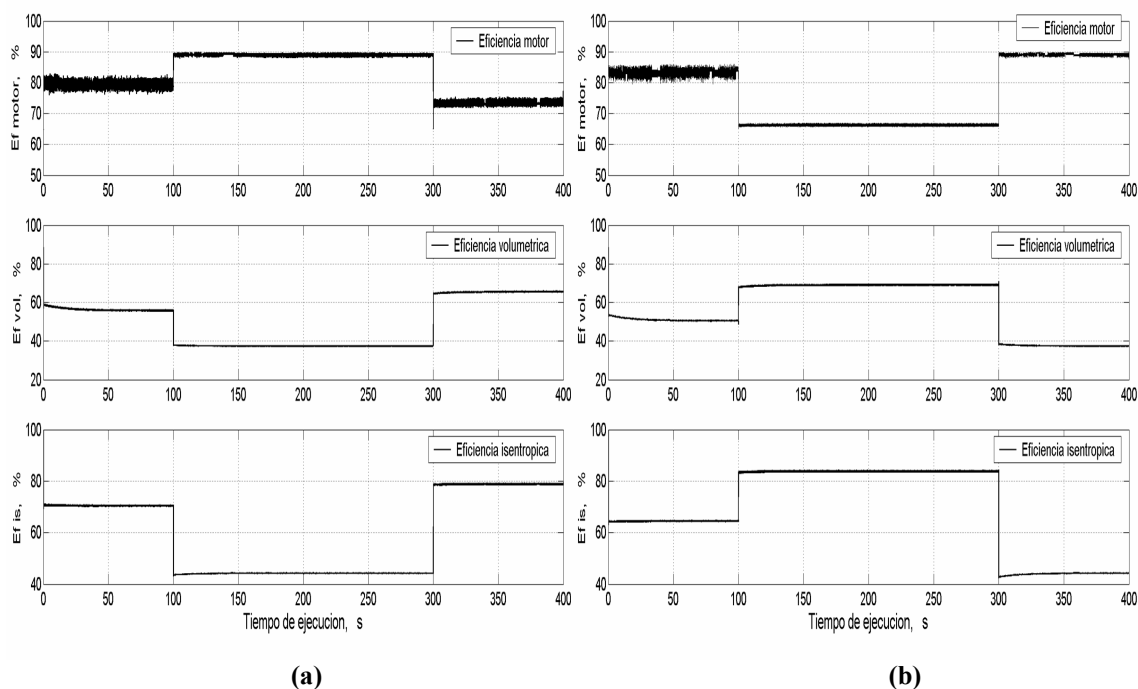 Eficiencia motor
Ef motor, %
100
90
80
70
60
50
0 50 100 150 200 250 300 350 400
Eficiencia volumetrica
Ef vol, %
100
80
60
40
20
0 50 100 150 200 250 300 350 400
Eficiencia isentropica
Ef is, %
100
80
60
40
0 50 100 150 200 250 300 350 400
Tiempo de ejecucion, s
(a)
Eficiencia motor
Ef motor, %
100
90
80
70
60
50
0 50 100 150 200 250 300 350 400
Eficiencia volumetrica
Ef vol, %
100
80
60
40
20
0 50 100 150 200 250 300 350 400
Eficiencia isentropica
Ef is, %
100
80
60
40
0 50 100 150 200 250 300 350 400
Tiempo de ejecucion, s
(b)